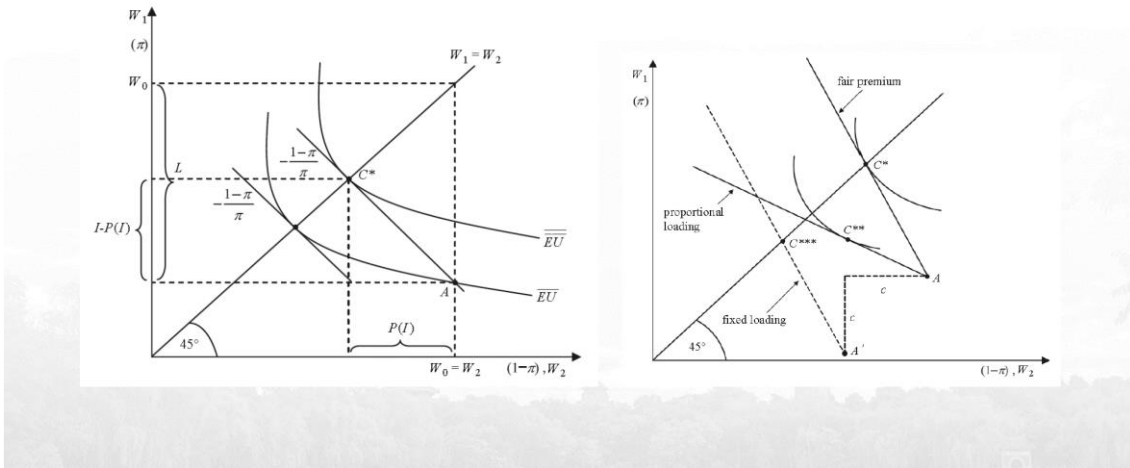 W₁
(π)
W₀
W₁ = W₂
L
−(1−π)/π
C*
−(1−π)/π
I-P(I)
EU
A
EU
P(I)
45°
W₀ = W₂
(1−π) , W₂
W₁
(π)
fair premium
C*
proportional
loading
C**
C***
A
c
fixed loading
c
45°
A'
(1−π) , W₂